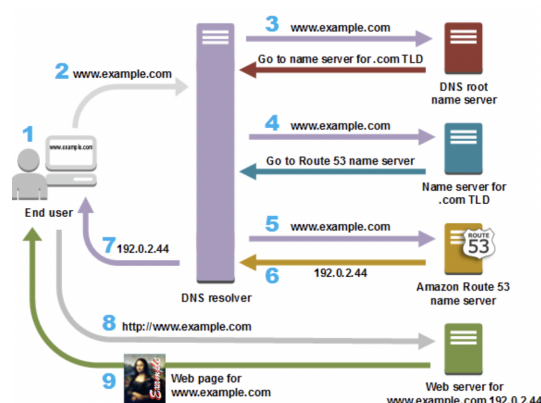 3 www.example.com
Go to name server for .com TLD
DNS root
name server
2 www.example.com
1
www.example.com
End user
4 www.example.com
Go to Route 53 name server
Name server for
.com TLD
5 www.example.com
ROUTE
53
6 192.0.2.44
Amazon Route 53
name server
7 192.0.2.44
DNS resolver
8 http://www.example.com
9 Example
Web page for
www.example.com
Web server for
www.example.com 192.0.2.44